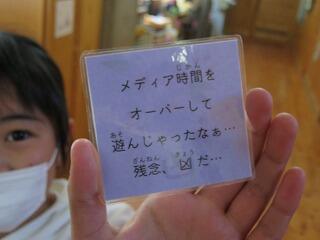 メディア時間を
オーバーして
遊んじゃったなぁ…
残念、凶だ…